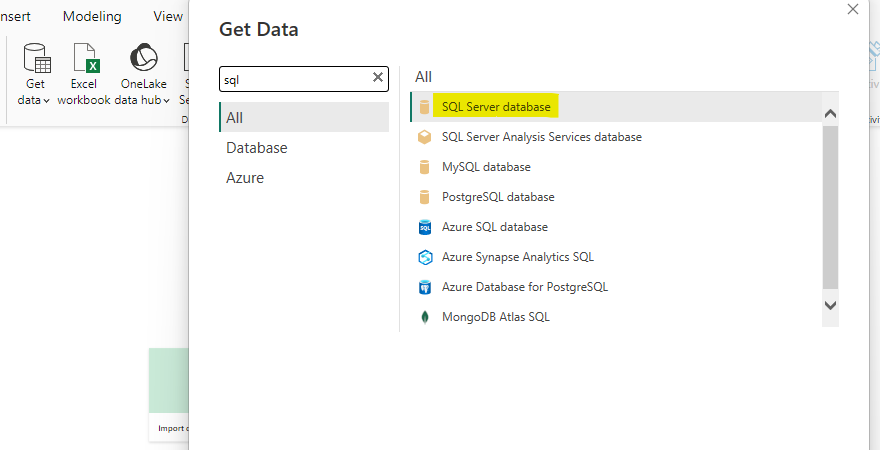 nsert Modeling View
Get Data
sql
All
Database
Azure
All
SQL Server database
SQL Server Analysis Services database
MySQL database
PostgreSQL database
Azure SQL database
Azure Synapse Analytics SQL
Azure Database for PostgreSQL
MongoDB Atlas SQL
Get
data
Excel
workbook
OneLake
data hub
S
Se
D
Import